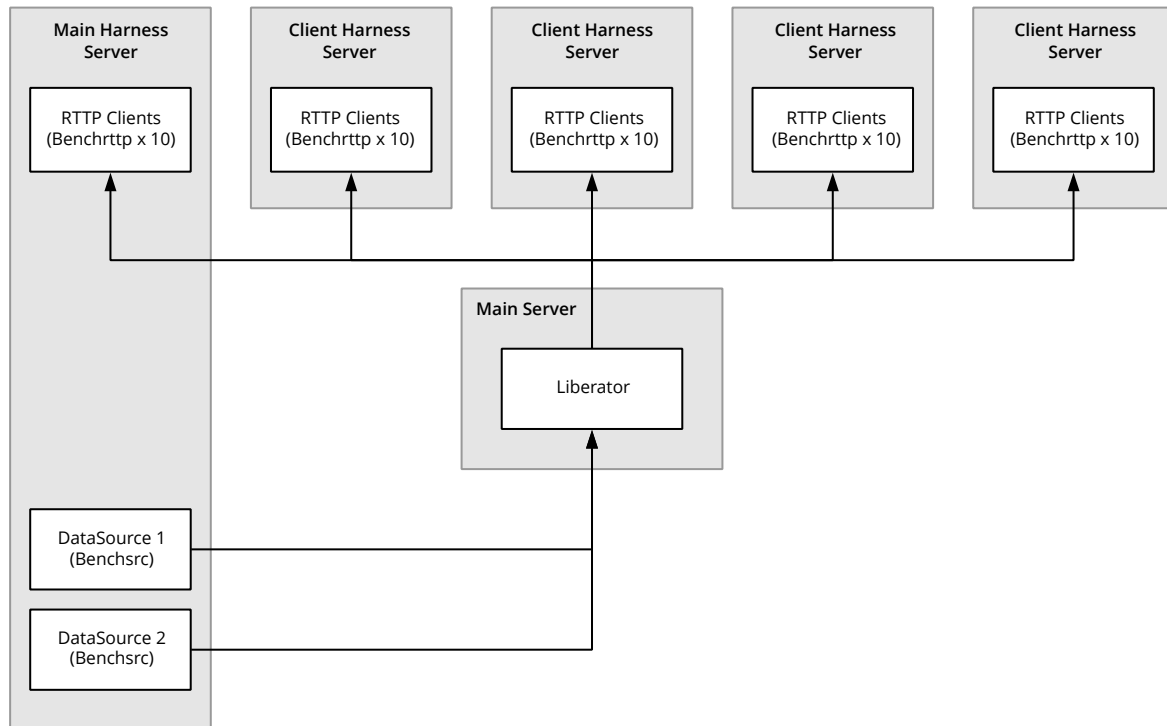 Main Harness
Server
RTTP Clients
(Benchrttp x 10)
Client Harness
Server
RTTP Clients
(Benchrttp x 10)
Client Harness
Server
RTTP Clients
(Benchrttp x 10)
Client Harness
Server
RTTP Clients
(Benchrttp x 10)
Client Harness
Server
RTTP Clients
(Benchrttp x 10)
Main Server
Liberator
DataSource 1
(Benchsrc)
DataSource 2
(Benchsrc)